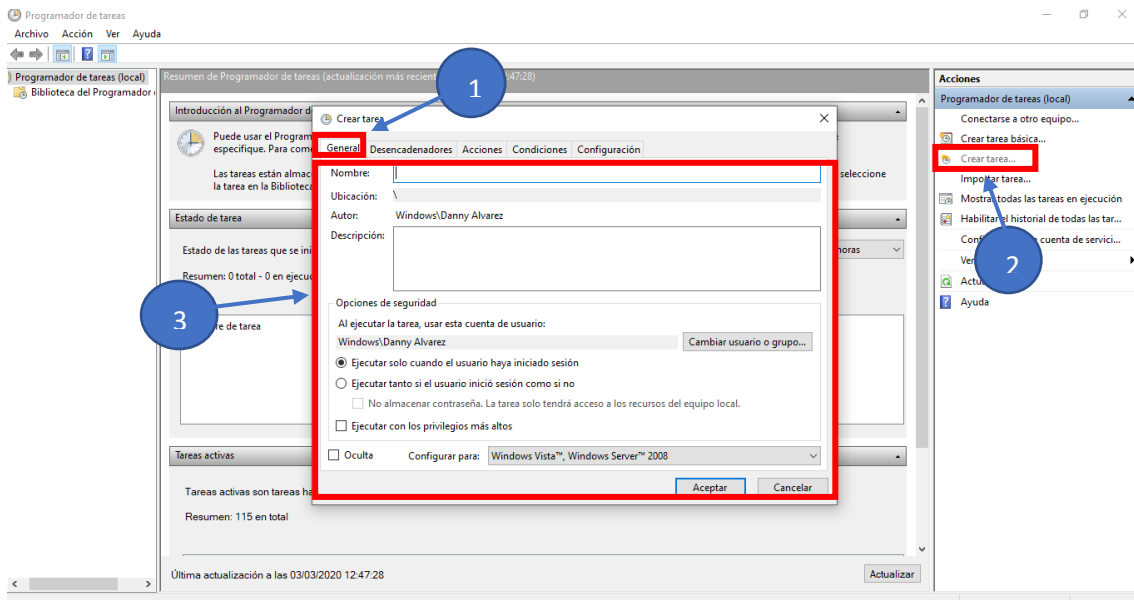 Programador de tareas
Archivo Acción Ver Ayuda
Programador de tareas (local)
Biblioteca del Programador
Resumen de Programador de tareas (actualización más recient 47:28)
Introducción al Programador d
Puede usar el Program
especifique. Para com
Las tareas están almac
la tarea en la Bibliotec
seleccione
Estado de tarea
Estado de las tareas que se ini
horas
Resumen: 0 total - 0 en ejecu
re de tarea
Tareas activas
Tareas activas son tareas ha
Resumen: 115 en total
Última actualización a las 03/03/2020 12:47:28
Actualizar
1
Crear tarea
General Desencadenadores Acciones Condiciones Configuración
Nombre:
Ubicación: \
Autor: Windows\Danny Alvarez
Descripción:
Opciones de seguridad
Al ejecutar la tarea, usar esta cuenta de usuario:
Windows\Danny Alvarez
Cambiar usuario o grupo...
Ejecutar solo cuando el usuario haya iniciado sesión
Ejecutar tanto si el usuario inició sesión como si no
No almacenar contraseña. La tarea solo tendrá acceso a los recursos del equipo local.
Ejecutar con los privilegios más altos
Oculta Configurar para: Windows Vista™, Windows Server™ 2008
Aceptar Cancelar
3
Acciones
Programador de tareas (local)
Conectarse a otro equipo...
Crear tarea básica...
Crear tarea...
Importar tarea...
Mostrar todas las tareas en ejecución
Habilitar el historial de todas las tar...
Conf cuenta de servici...
Ver
Actu
Ayuda
2